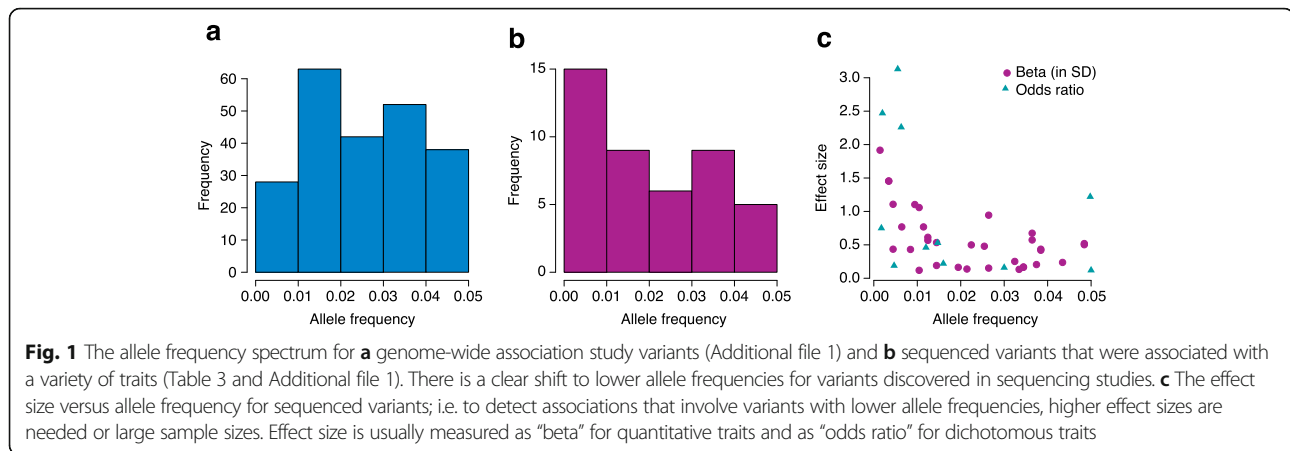 a
60
50
40
30
20
10
0
Frequency
0.00 0.01 0.02 0.03 0.04 0.05
Allele frequency
b
15
10
5
0
Frequency
0.00 0.01 0.02 0.03 0.04 0.05
Allele frequency
c
3.0
2.5
2.0
1.5
1.0
0.5
0.0
Effect size
Beta (in SD)
Odds ratio
0.00 0.01 0.02 0.03 0.04 0.05
Allele frequency
Fig. 1 The allele frequency spectrum for a genome-wide association study variants (Additional file 1) and b sequenced variants that were associated with
a variety of traits (Table 3 and Additional file 1). There is a clear shift to lower allele frequencies for variants discovered in sequencing studies. c The effect
size versus allele frequency for sequenced variants; i.e. to detect associations that involve variants with lower allele frequencies, higher effect sizes are
needed or large sample sizes. Effect size is usually measured as “beta” for quantitative traits and as “odds ratio” for dichotomous traits